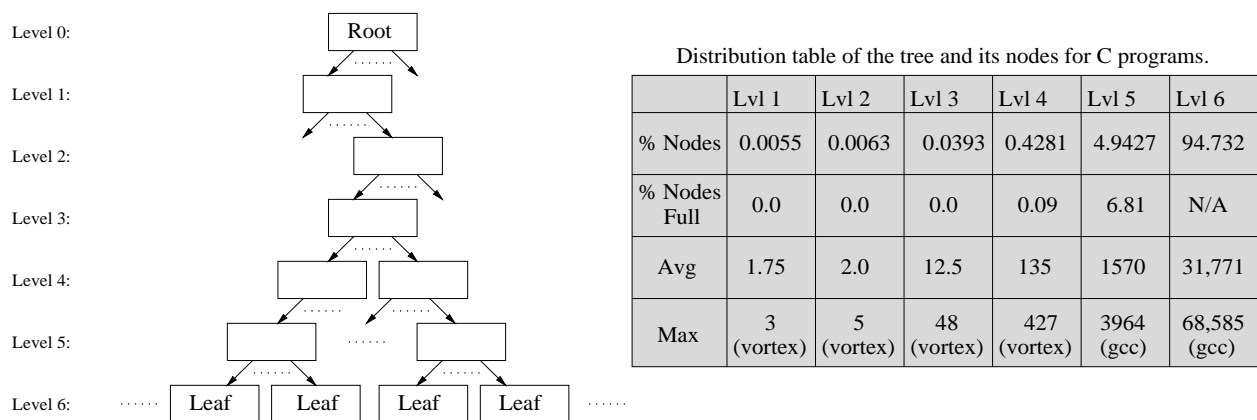 Level 0:
Root
Level 1:
Level 2:
Level 3:
Level 4:
Level 5:
Level 6:
Leaf Leaf Leaf Leaf
Distribution table of the tree and its nodes for C programs.
Lvl 1 Lvl 2 Lvl 3 Lvl 4 Lvl 5 Lvl 6
% Nodes 0.0055 0.0063 0.0393 0.4281 4.9427 94.732
% Nodes Full 0.0 0.0 0.0 0.09 6.81 N/A
Avg 1.75 2.0 12.5 135 1570 31,771
Max 3 (vortex) 5 (vortex) 48 (vortex) 427 (vortex) 3964 (gcc) 68,585 (gcc)